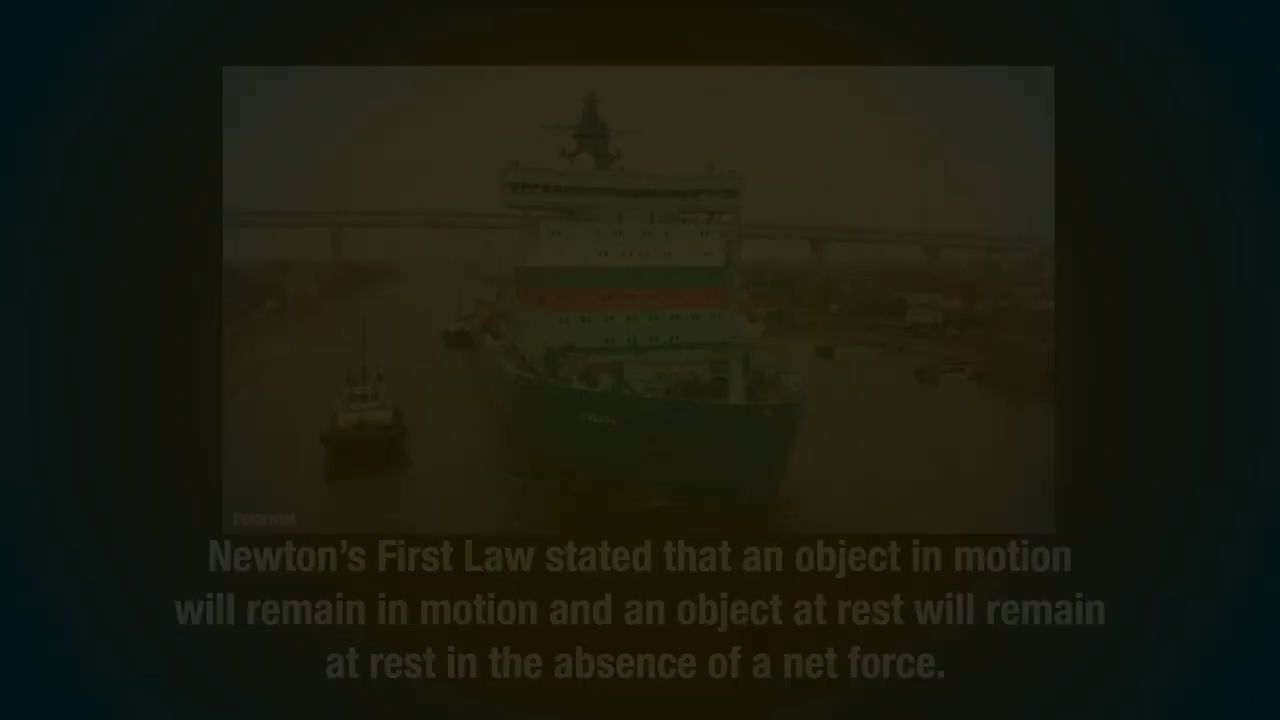 Newton's First Law stated that an object in motion
will remain in motion and an object at rest will remain
at rest in the absence of a net force.